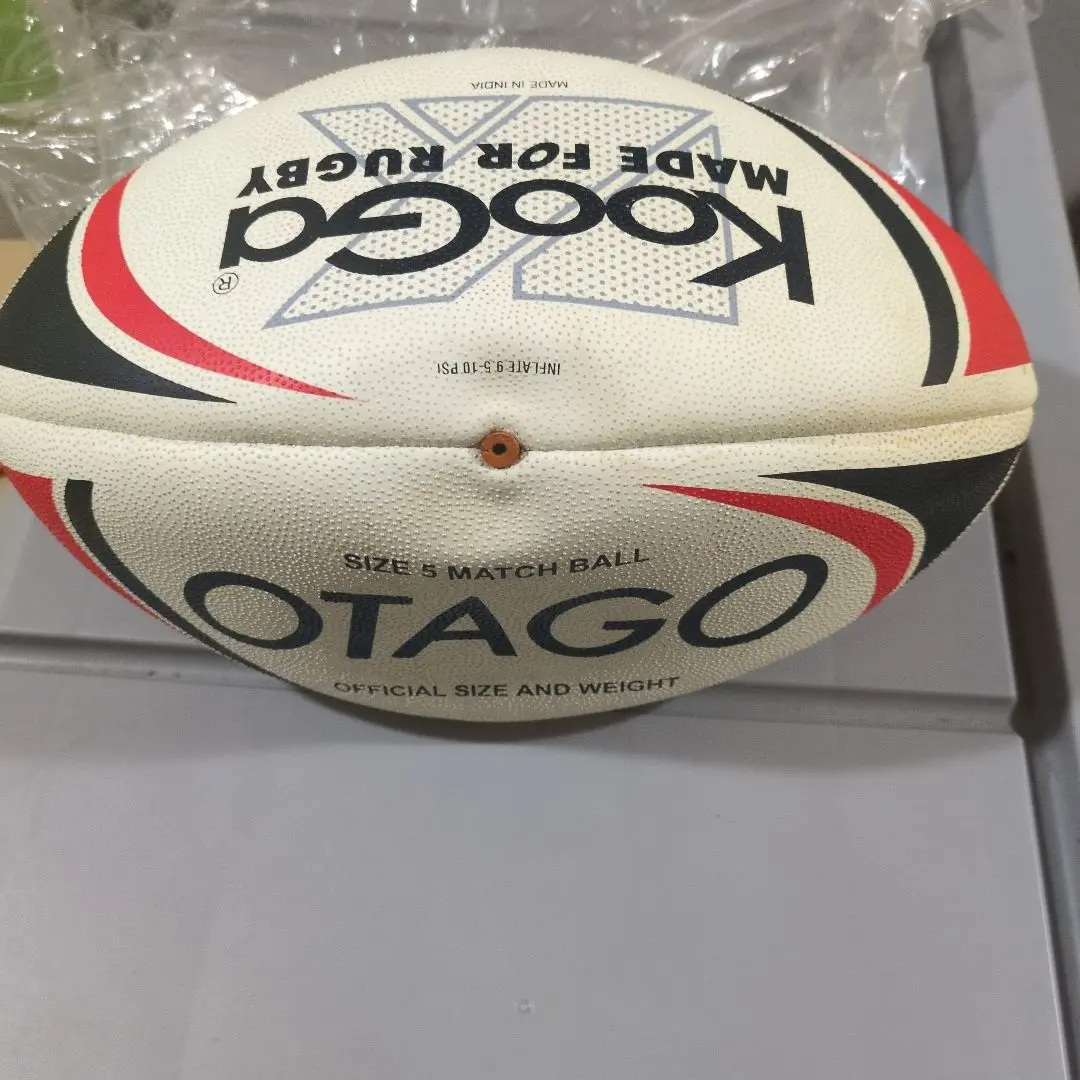 MADE IN INDIA
MADE FOR RUGBY
KooGa®
INFLATE 9.5-10 PSI
SIZE 5 MATCH BALL
OTAGO
OFFICIAL SIZE AND WEIGHT